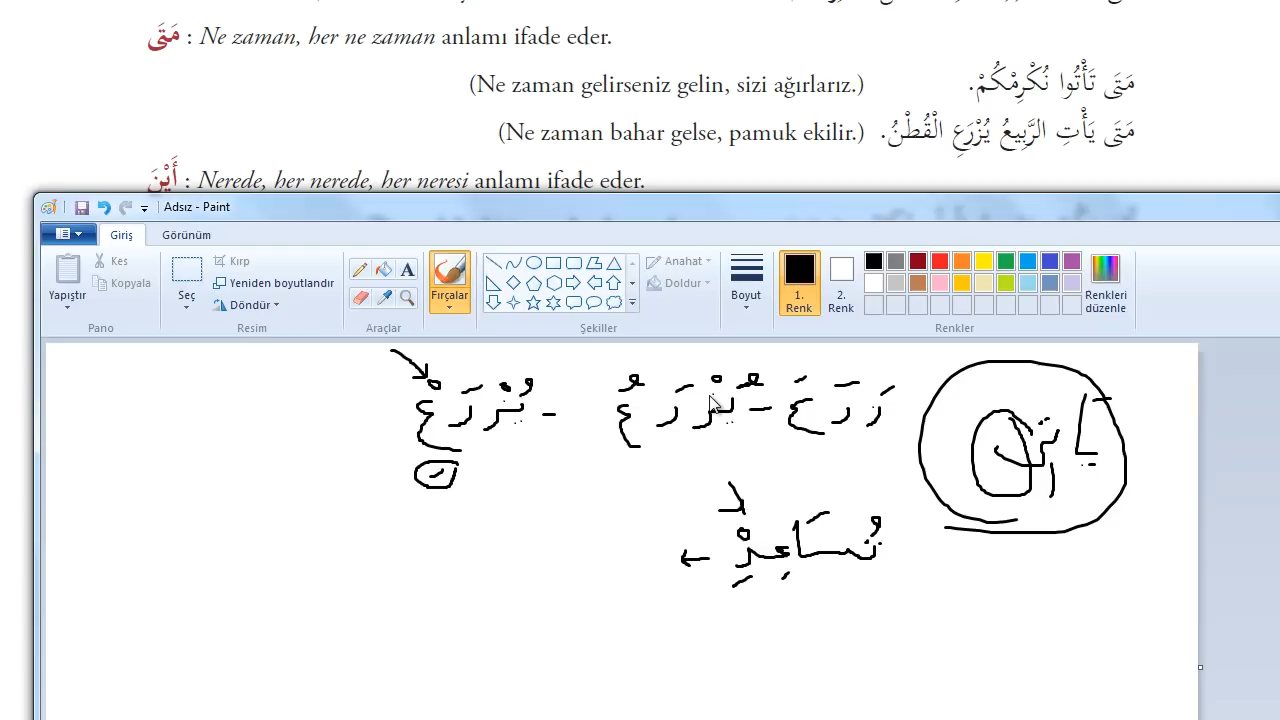 مَتَى : Ne zaman, her ne zaman anlamı ifade eder.
مَتَى تَأْتُوا نُكْرِمْكُمْ. (Ne zaman gelirseniz gelin, sizi ağırlarız.)
مَتَى يَأْتِ الرَّبِيعُ يُزْرَعِ الْقُطْنُ. (Ne zaman bahar gelse, pamuk ekilir.)
أَيْنَ : Nerede, her nerede, her neresi anlamı ifade eder.
Adsız - Paint
Giriş Görünüm
Yapıştır
Kes
Kopyala
Pano
Seç
Kırp
Yeniden boyutlandır
Döndür
Resim
Araçlar
Fırçalar
Şekiller
Anahat
Doldur
Boyut
1. Renk
2. Renk
Renkler
Renkleri düzenle
زَرَعَ - يُزْرَعُ - يُزْرَعْ